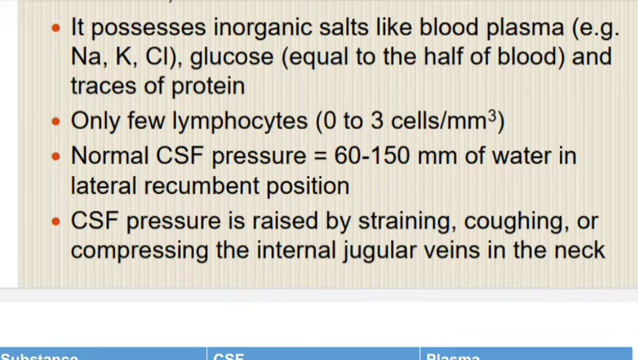 • It possesses inorganic salts like blood plasma (e.g.
Na, K, Cl), glucose (equal to the half of blood) and
traces of protein
• Only few lymphocytes (0 to 3 cells/mm³)
• Normal CSF pressure = 60-150 mm of water in
lateral recumbent position
• CSF pressure is raised by straining, coughing, or
compressing the internal jugular veins in the neck
Substance CSF Plasma